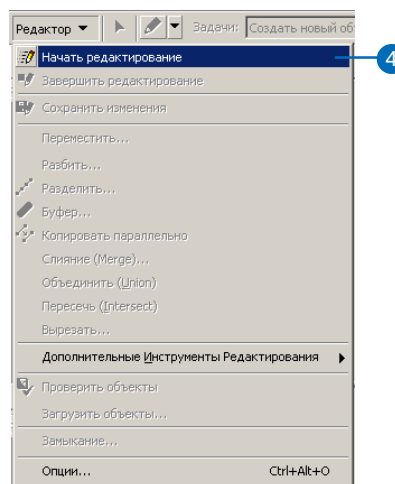 Редактор Задачи: Создать новый об
Начать редактирование 4
Завершить редактирование
Сохранить изменения
Переместить...
Разбить...
Разделить...
Буфер...
Копировать параллельно
Слияние (Merge)...
Объединить (Union)
Пересечь (Intersect)
Вырезать...
Дополнительные Инструменты Редактирования
Проверить объекты
Загрузить объекты...
Замыкание...
Опции... Ctrl+Alt+O